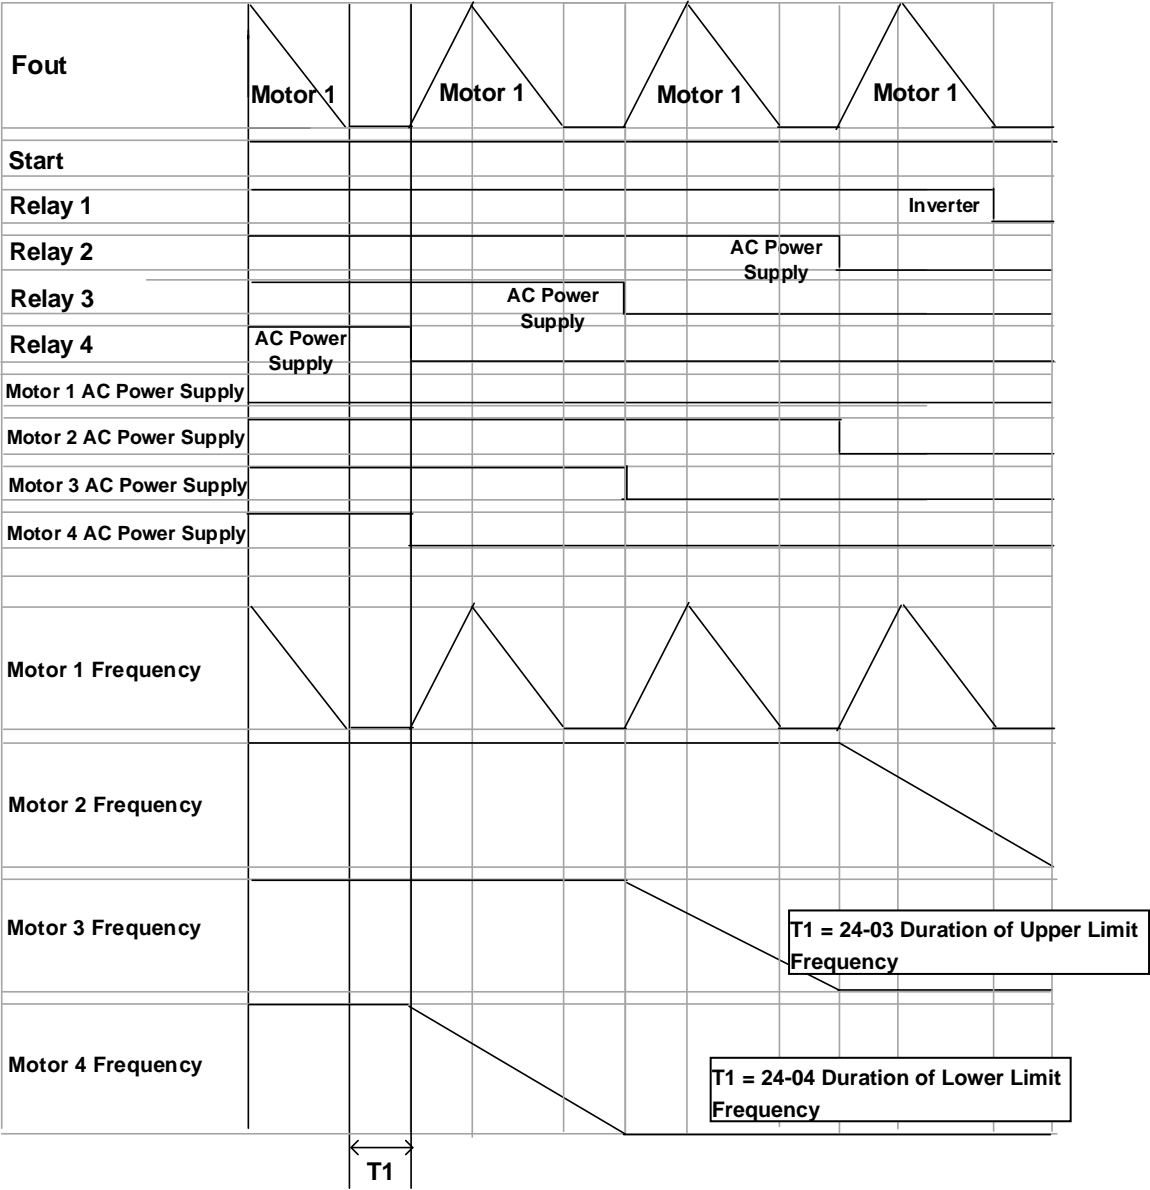 Fout
Motor 1
Motor 1
Motor 1
Motor 1
Start
Relay 1
Inverter
Relay 2
AC Power
Supply
Relay 3
AC Power
Supply
Relay 4
AC Power
Supply
Motor 1 AC Power Supply
Motor 2 AC Power Supply
Motor 3 AC Power Supply
Motor 4 AC Power Supply
Motor 1 Frequency
Motor 2 Frequency
Motor 3 Frequency
T1 = 24-03 Duration of Upper Limit
Frequency
Motor 4 Frequency
T1 = 24-04 Duration of Lower Limit
Frequency
T1